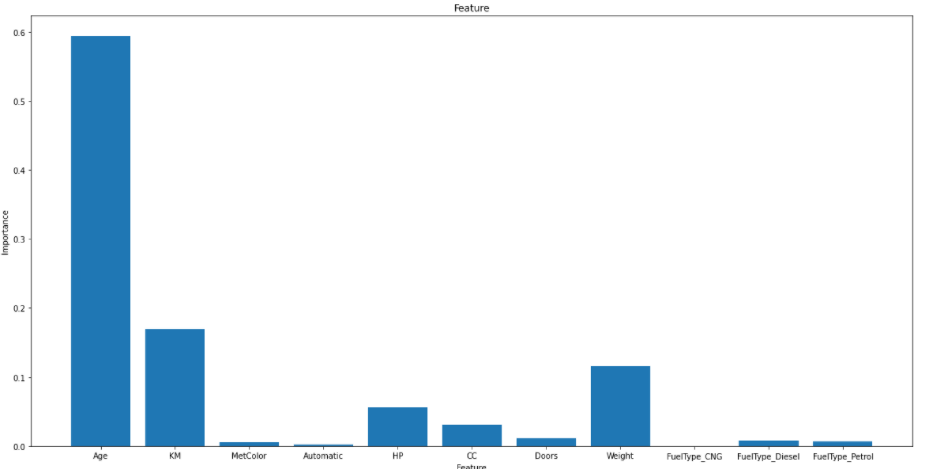 Feature
0.6
0.5
0.4
0.3
0.2
0.1
0.0
Importance
Age KM MetColor Automatic HP CC Doors Weight FuelType_CNG FuelType_Diesel FuelType_Petrol
Feature